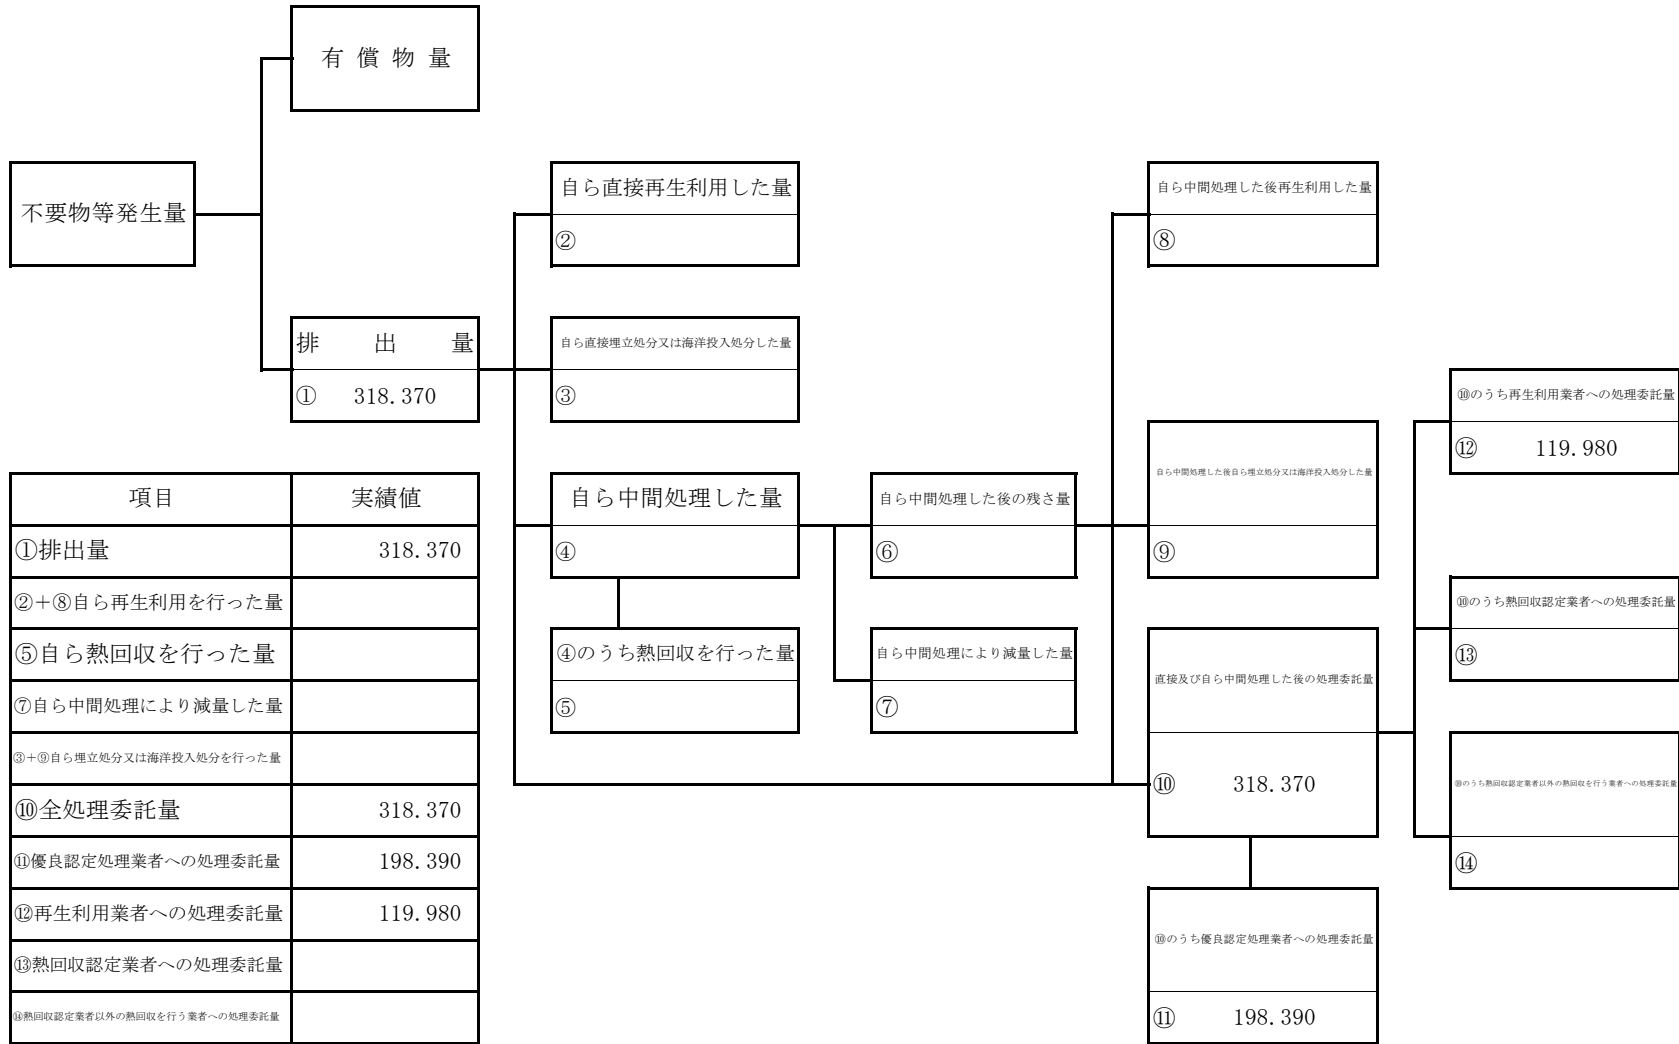 有償物量
不要物等発生量
自ら直接再生利用した量
②
自ら中間処理した後再生利用した量
⑧
排出量
① 318.370
自ら直接埋立処分又は海洋投入処分した量
③
⑩のうち再生利用業者への処理委託量
⑫ 119.980
自ら中間処理した量
④
自ら中間処理した後の残さ量
⑥
自ら中間処理した後自ら埋立処分又は海洋投入処分した量
⑨
⑩のうち熱回収認定業者への処理委託量
⑬
④のうち熱回収を行った量
⑤
自ら中間処理により減量した量
⑦
直接及び自ら中間処理した後の処理委託量
⑩ 318.370
⑩のうち熱回収認定業者以外の熱回収を行う業者への処理委託量
⑭
⑩のうち優良認定処理業者への処理委託量
⑪ 198.390
項目 実績値
①排出量 318.370
②＋⑧自ら再生利用を行った量
⑤自ら熱回収を行った量
⑦自ら中間処理により減量した量
③＋⑨自ら埋立処分又は海洋投入処分を行った量
⑩全処理委託量 318.370
⑪優良認定処理業者への処理委託量 198.390
⑫再生利用業者への処理委託量 119.980
⑬熱回収認定業者への処理委託量
⑭熱回収認定業者以外の熱回収を行う業者への処理委託量